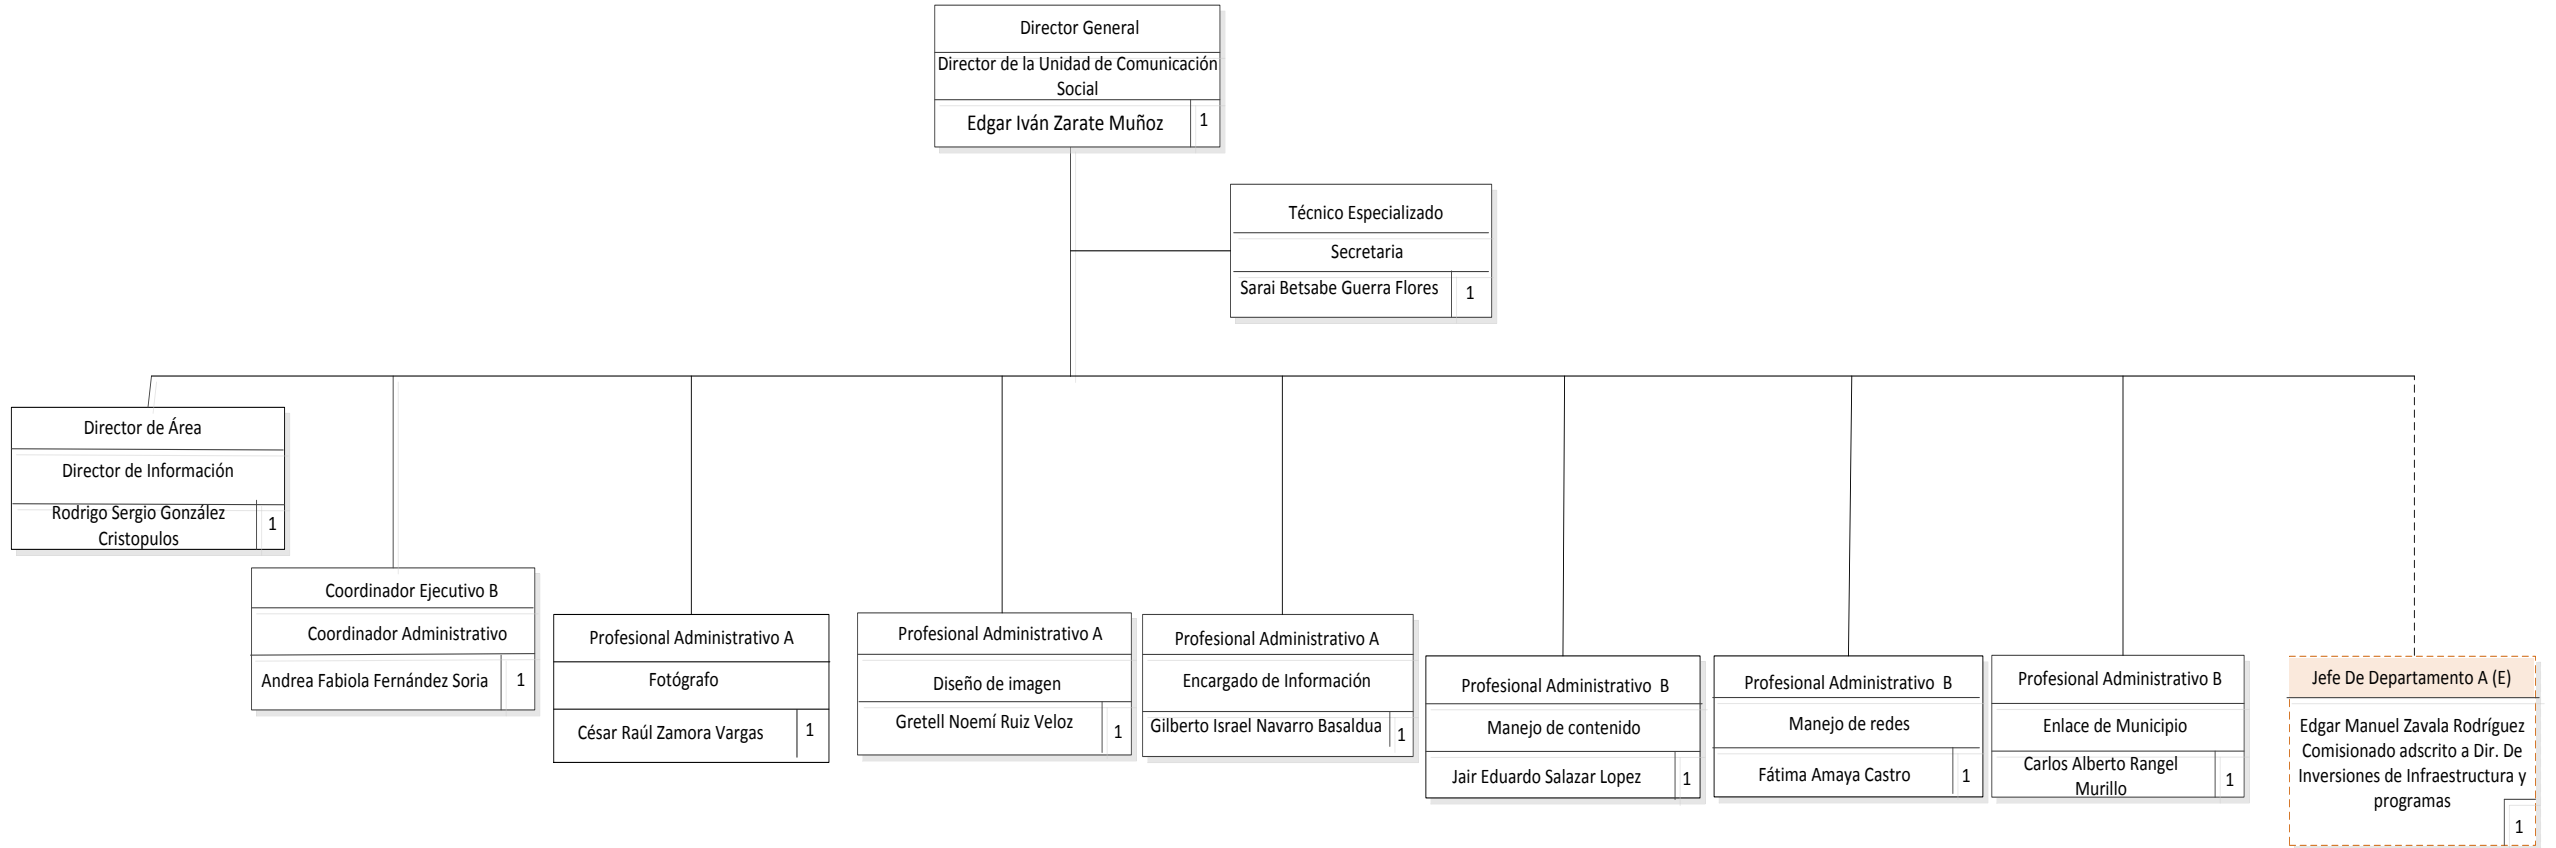 Director General
Director de la Unidad de Comunicación
Social
Edgar Iván Zarate Muñoz
1
Técnico Especializado
Secretaria
Sarai Betsabe Guerra Flores
1
Director de Área
Director de Información
Rodrigo Sergio González
Cristopulos
1
Coordinador Ejecutivo B
Coordinador Administrativo
Andrea Fabiola Fernández Soria
1
Profesional Administrativo A
Fotógrafo
César Raúl Zamora Vargas
1
Profesional Administrativo A
Diseño de imagen
Gretell Noemí Ruiz Veloz
1
Profesional Administrativo A
Encargado de Información
Gilberto Israel Navarro Basaldua
1
Profesional Administrativo B
Manejo de contenido
Jair Eduardo Salazar Lopez
1
Profesional Administrativo B
Manejo de redes
Fátima Amaya Castro
1
Profesional Administrativo B
Enlace de Municipio
Carlos Alberto Rangel
Murillo
1
Jefe De Departamento A (E)
Edgar Manuel Zavala Rodríguez
Comisionado adscrito a Dir. De
Inversiones de Infraestructura y
programas
1